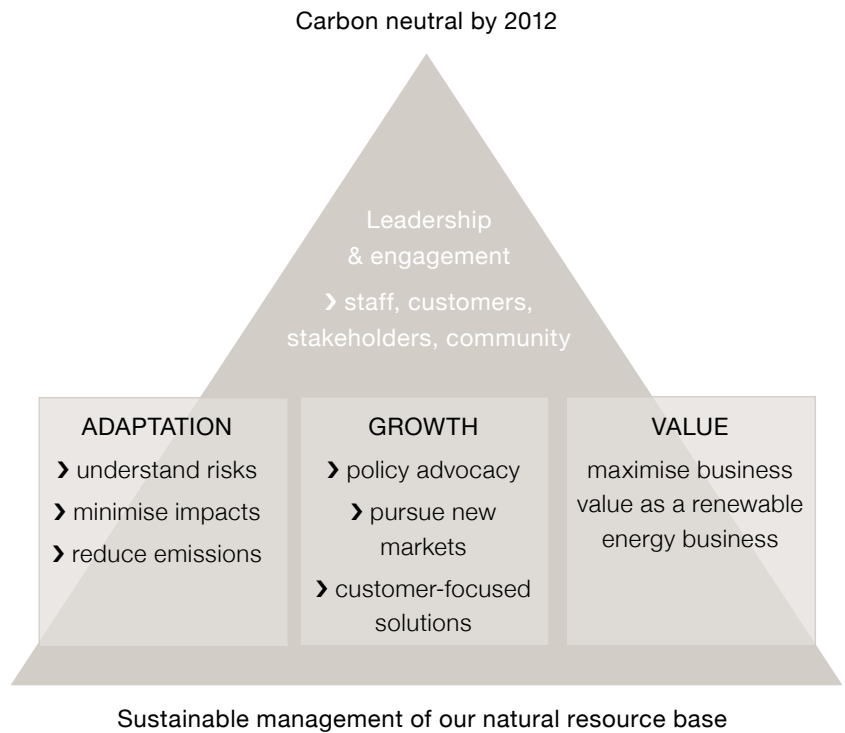 Carbon neutral by 2012
Leadership
& engagement
❯ staff, customers,
stakeholders, community
ADAPTATION
❯ understand risks
❯ minimise impacts
❯ reduce emissions
GROWTH
❯ policy advocacy
❯ pursue new
markets
❯ customer-focused
solutions
VALUE
maximise business
value as a renewable
energy business
Sustainable management of our natural resource base